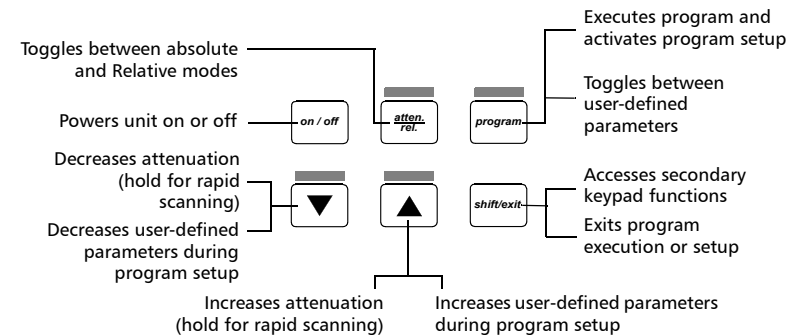 Executes program and
activates program setup
Toggles between absolute
and Relative modes
Toggles between
user-defined
parameters
Powers unit on or off
on / off
atten.
rel.
program
Decreases attenuation
(hold for rapid
scanning)
Decreases user-defined
parameters during
program setup
shift/exit
Accesses secondary
keypad functions
Exits program
execution or setup
Increases attenuation
(hold for rapid scanning)
Increases user-defined parameters
during program setup